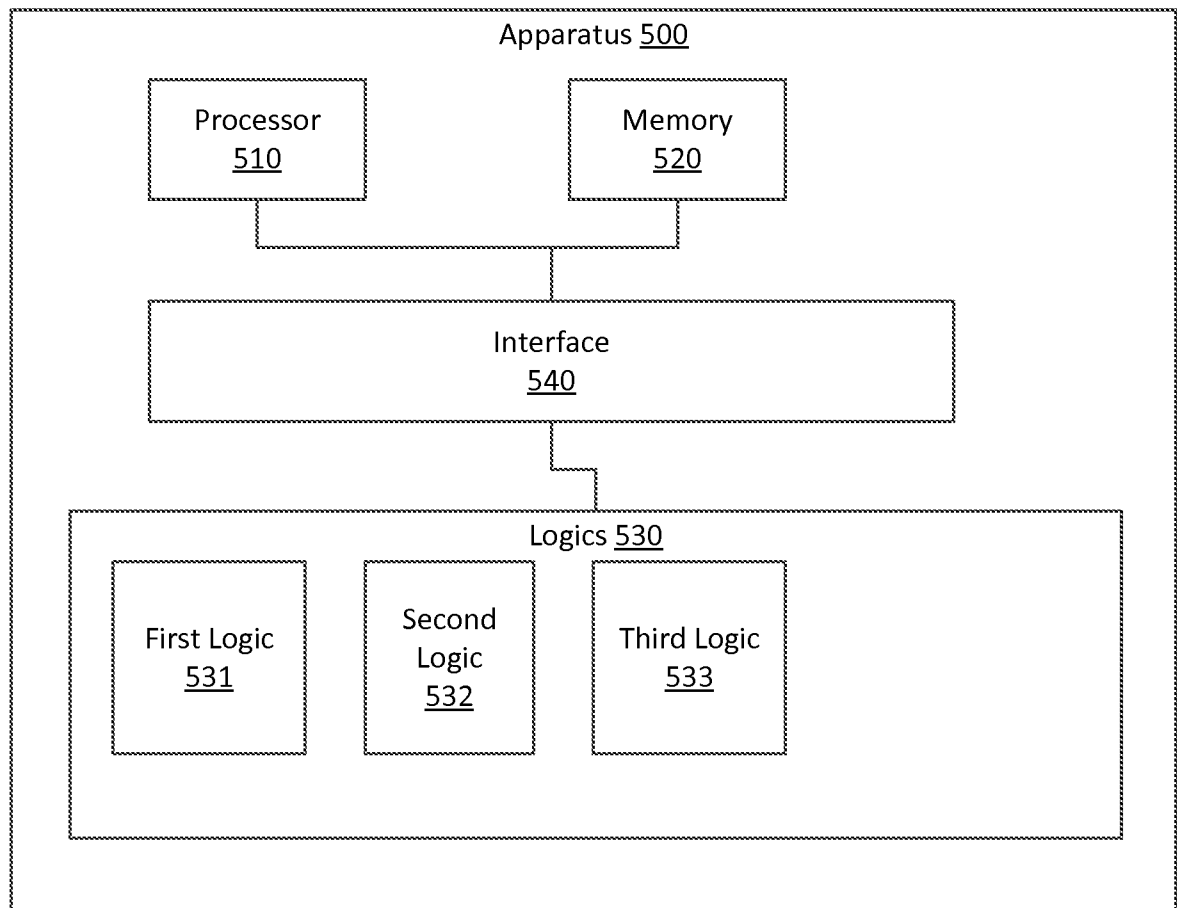 Apparatus 500
Processor
510
Memory
520
Interface
540
Logics 530
First Logic
531
Second
Logic
532
Third Logic
533